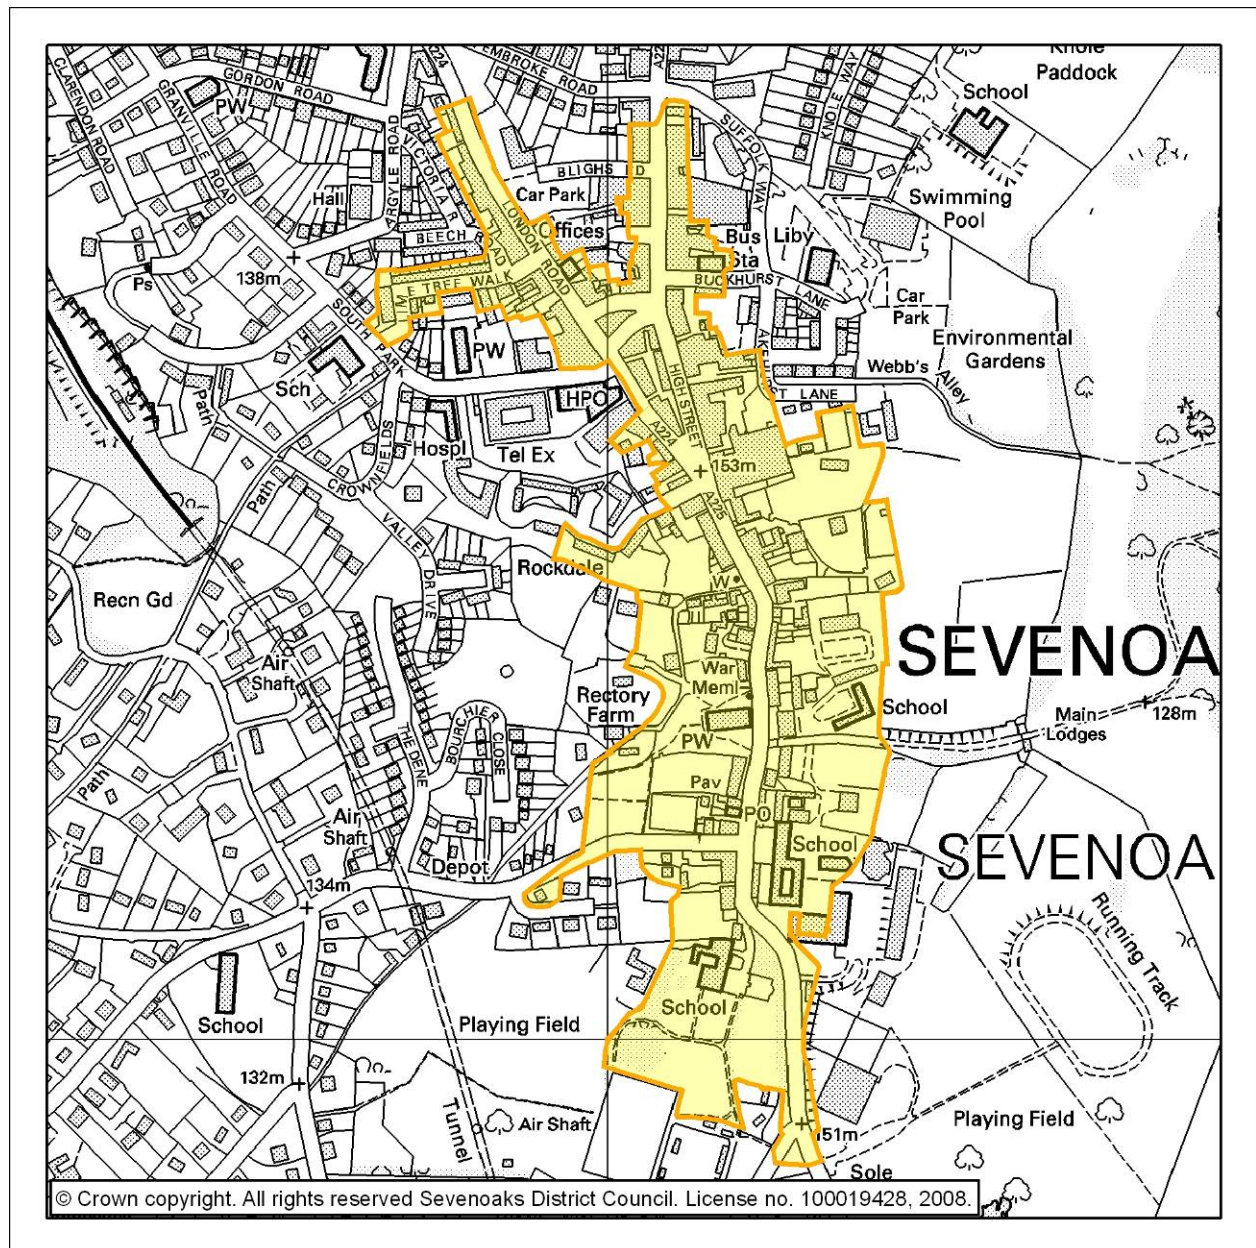 Knole
Paddock
A224
PEMBROKE ROAD
CLARENDON ROAD
GORDON ROAD
GRANVILLE ROAD
PW
ARGYLE ROAD
VICTORIA R
KNOLE WAY
School
SUFFOLK WAY
BLIGHS RD
Car Park
Hall
Swimming
Pool
LONDON
ROAD
Offices
BEECH
ROAD
Bus
Sta
Liby
138m
Ps
ME TREE WALK
BUCKHURST LANE
Car
Park
SOUTH PARK
Environmental
Gardens
PW
Sch
HIGH STREET
Webb's
Alley
ST LANE
HPO
Path
Hospl
Tel Ex
A224
CROWNFIELDS
153m
Path
A225
VALLEY
DRIVE
Rockdale
W
Recn Gd
SEVENOA
Air
Shaft
War
Meml
Rectory
Farm
School
Main
Lodges
128m
BOURCHIER
CLOSE
THE DENE
PW
Path
Pav
Air
Shaft
PO
School
SEVENOA
Depot
134m
Running Track
School
School
Playing Field
132m
Tunnel
Air Shaft
151m
Playing Field
Sole
© Crown copyright. All rights reserved Sevenoaks District Council. License no. 100019428, 2008.